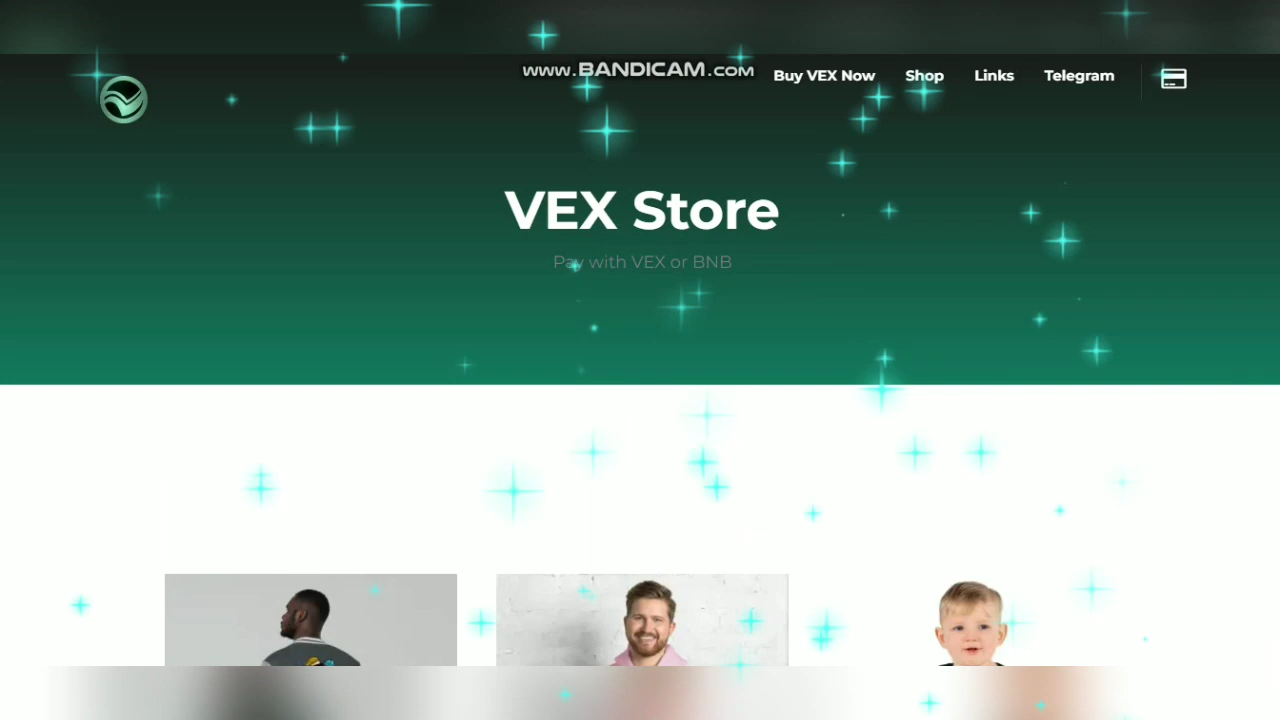 www.BANDICAM.com
Buy VEX Now Shop Links Telegram
VEX Store
Pay with VEX or BNB